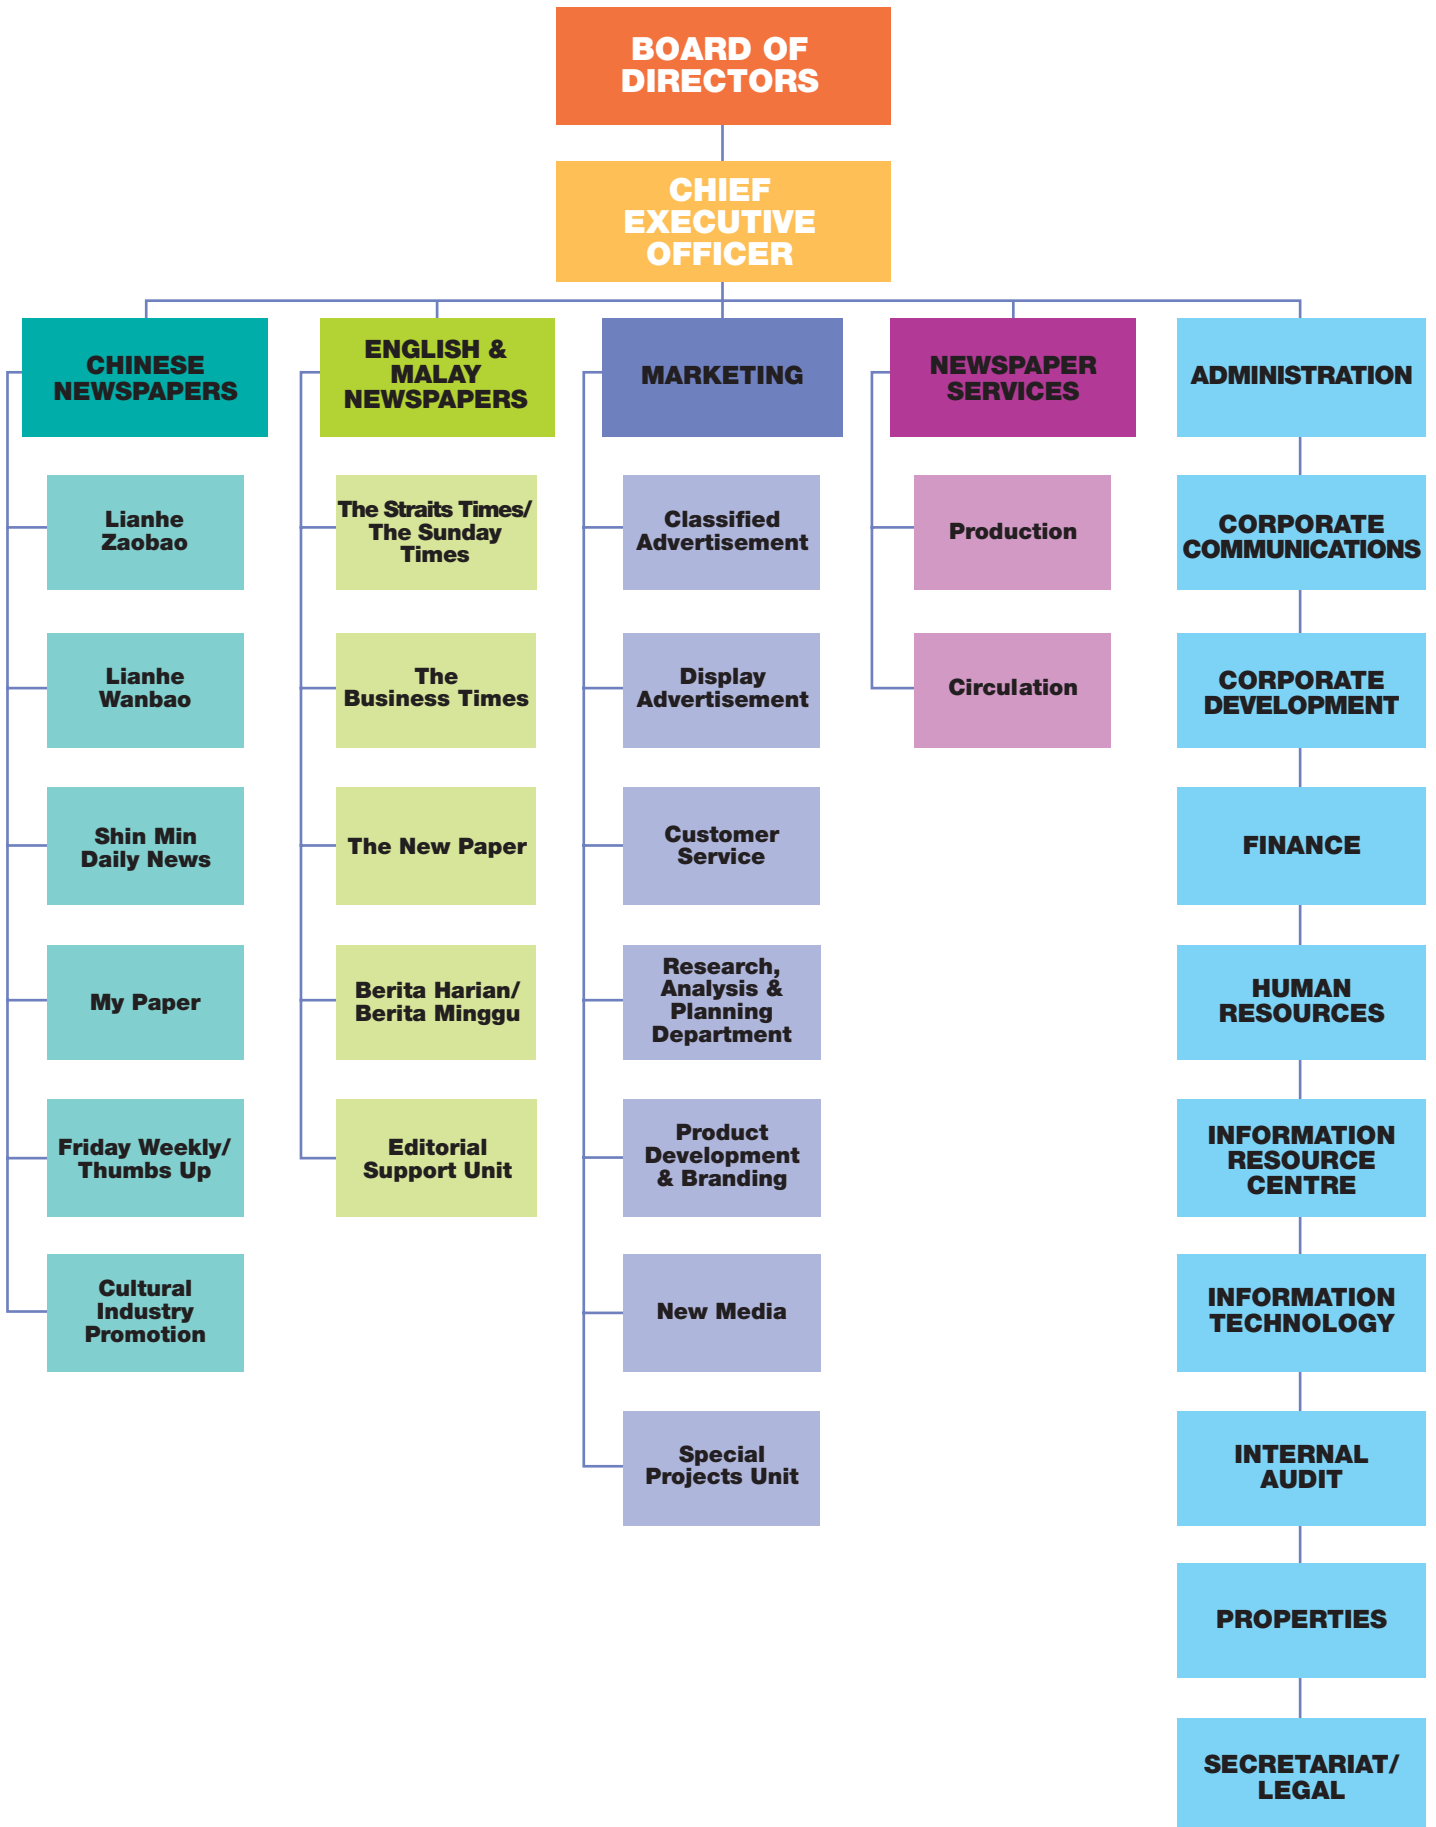 BOARD OF
DIRECTORS
CHIEF
EXECUTIVE
OFFICER
CHINESE
NEWSPAPERS
Lianhe
Zaobao
Lianhe
Wanbao
Shin Min
Daily News
My Paper
Friday Weekly/
Thumbs Up
Cultural
Industry
Promotion
ENGLISH &
MALAY
NEWSPAPERS
The Straits Times/
The Sunday
Times
The
Business Times
The New Paper
Berita Harian/
Berita Minggu
Editorial
Support Unit
MARKETING
Classified
Advertisement
Display
Advertisement
Customer
Service
Research,
Analysis &
Planning
Department
Product
Development
& Branding
New Media
Special
Projects Unit
NEWSPAPER
SERVICES
Production
Circulation
ADMINISTRATION
CORPORATE
COMMUNICATIONS
CORPORATE
DEVELOPMENT
FINANCE
HUMAN
RESOURCES
INFORMATION
RESOURCE
CENTRE
INFORMATION
TECHNOLOGY
INTERNAL
AUDIT
PROPERTIES
SECRETARIAT/
LEGAL